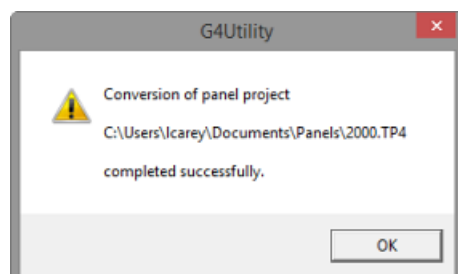 G4Utility
Conversion of panel project
C:\Users\lcarey\Documents\Panels\2000.TP4
completed successfully.
OK